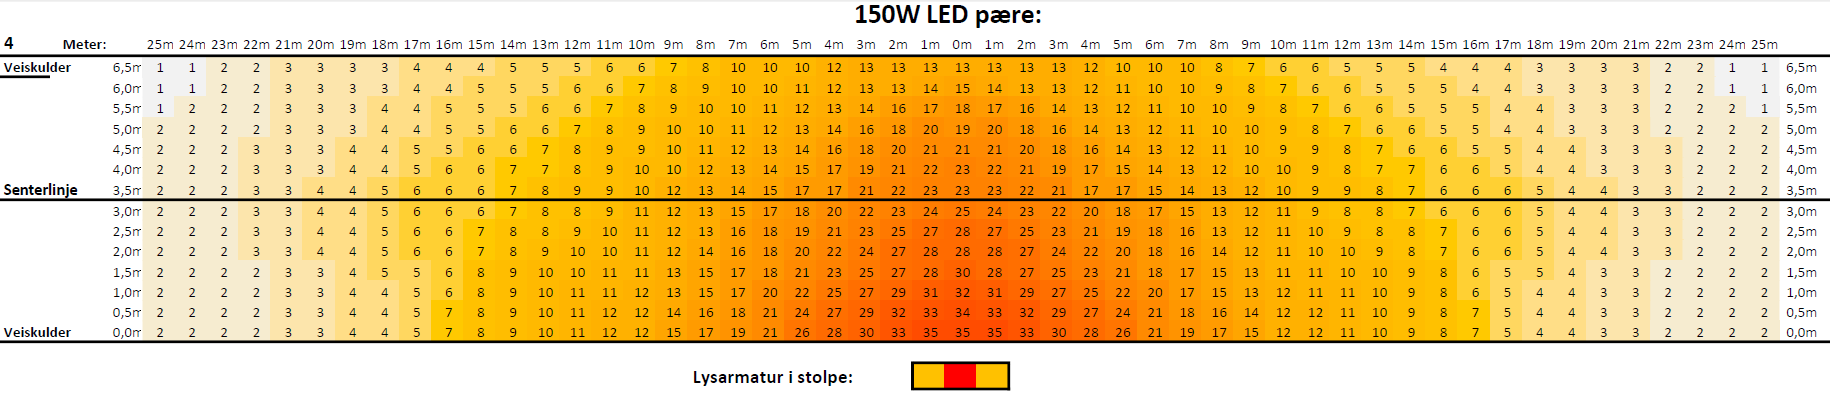 150W LED pære:
4 Meter: 25m 24m 23m 22m 21m 20m 19m 18m 17m 16m 15m 14m 13m 12m 11m 10m 9m 8m 7m 6m 5m 4m 3m 2m 1m 0m 1m 2m 3m 4m 5m 6m 7m 8m 9m 10m 11m 12m 13m 14m 15m 16m 17m 18m 19m 20m 21m 22m 23m 24m 25m
Veiskulder 6,5m 1 1 2 2 3 3 3 3 4 4 4 5 5 5 6 6 7 8 10 10 10 12 13 13 13 13 13 13 13 12 10 10 10 8 7 6 6 5 5 5 4 4 4 3 3 3 3 2 2 1 1 6,5m
6,0m 1 1 2 2 3 3 3 3 4 4 5 5 5 6 6 7 8 9 10 10 11 12 13 13 14 15 14 13 13 12 11 10 10 9 8 7 6 6 5 5 5 4 4 3 3 3 3 2 2 1 1 6,0m
5,5m 1 2 2 2 3 3 3 4 4 5 5 5 6 6 7 8 9 10 10 11 12 13 14 16 17 18 17 16 14 13 12 11 10 10 9 8 7 6 6 5 5 5 4 4 3 3 3 2 2 2 1 5,5m
5,0m 2 2 2 2 3 3 3 4 4 5 5 6 6 7 8 9 10 10 11 12 13 14 16 18 20 19 20 18 16 14 13 12 11 10 10 9 8 7 6 6 5 5 4 4 3 3 3 2 2 2 2 5,0m
4,5m 2 2 2 2 3 3 4 4 5 5 6 6 7 8 9 9 10 11 12 13 14 16 18 20 21 21 21 20 18 16 14 13 12 11 10 9 9 8 7 6 6 5 5 4 4 3 3 2 2 2 2 4,5m
4,0m 2 2 2 3 3 3 4 4 5 6 6 7 7 8 9 10 10 12 13 14 15 17 19 21 22 23 22 21 19 17 15 14 13 12 10 10 9 8 7 7 6 6 5 4 4 3 3 3 2 2 2 4,0m
Senterlinje 3,5m 2 2 2 3 3 4 4 5 6 6 6 7 8 9 9 10 12 13 14 15 17 17 21 22 23 23 23 22 21 17 17 15 14 13 12 10 9 9 8 7 6 6 6 5 4 4 3 3 2 2 2 3,5m
3,0m 2 2 2 3 3 4 4 5 6 6 6 7 8 8 9 11 12 13 15 17 18 20 22 23 24 25 24 23 22 20 18 17 15 13 12 11 9 8 8 7 6 6 6 5 4 4 3 3 2 2 2 3,0m
2,5m 2 2 2 3 3 4 4 5 6 6 7 8 8 9 10 11 12 13 16 18 19 21 23 25 27 28 27 25 23 21 19 18 16 13 12 11 10 9 8 8 7 6 6 5 4 4 3 3 2 2 2 2,5m
2,0m 2 2 2 3 3 4 4 5 6 6 7 8 9 10 10 11 12 14 16 18 20 22 24 27 28 28 28 27 24 22 20 18 16 14 12 11 10 10 9 8 7 6 6 5 4 4 3 3 2 2 2 2,0m
1,5m 2 2 2 2 3 3 4 5 5 6 8 9 10 10 11 11 13 15 17 18 21 23 25 27 28 30 28 27 25 23 21 18 17 15 13 11 11 10 10 9 8 6 5 5 4 3 3 2 2 2 2 1,5m
1,0m 2 2 2 2 3 3 4 4 5 6 8 9 10 11 11 12 13 15 17 20 22 25 27 29 31 32 31 29 27 25 22 20 17 15 13 12 11 11 10 9 8 6 5 4 4 3 3 2 2 2 2 1,0m
0,5m 2 2 2 2 3 3 4 4 5 7 8 9 10 11 12 12 14 16 18 21 24 27 29 32 33 34 33 32 29 27 24 21 18 16 14 12 12 11 10 9 8 7 5 4 4 3 3 2 2 2 2 0,5m
Veiskulder 0,0m 2 2 2 2 3 3 4 4 5 7 8 9 10 11 12 12 15 17 19 21 26 28 30 33 35 35 35 33 30 28 26 21 19 17 15 12 12 11 10 9 8 7 5 4 4 3 3 2 2 2 2 0,0m
Lysarmatur i stolpe: